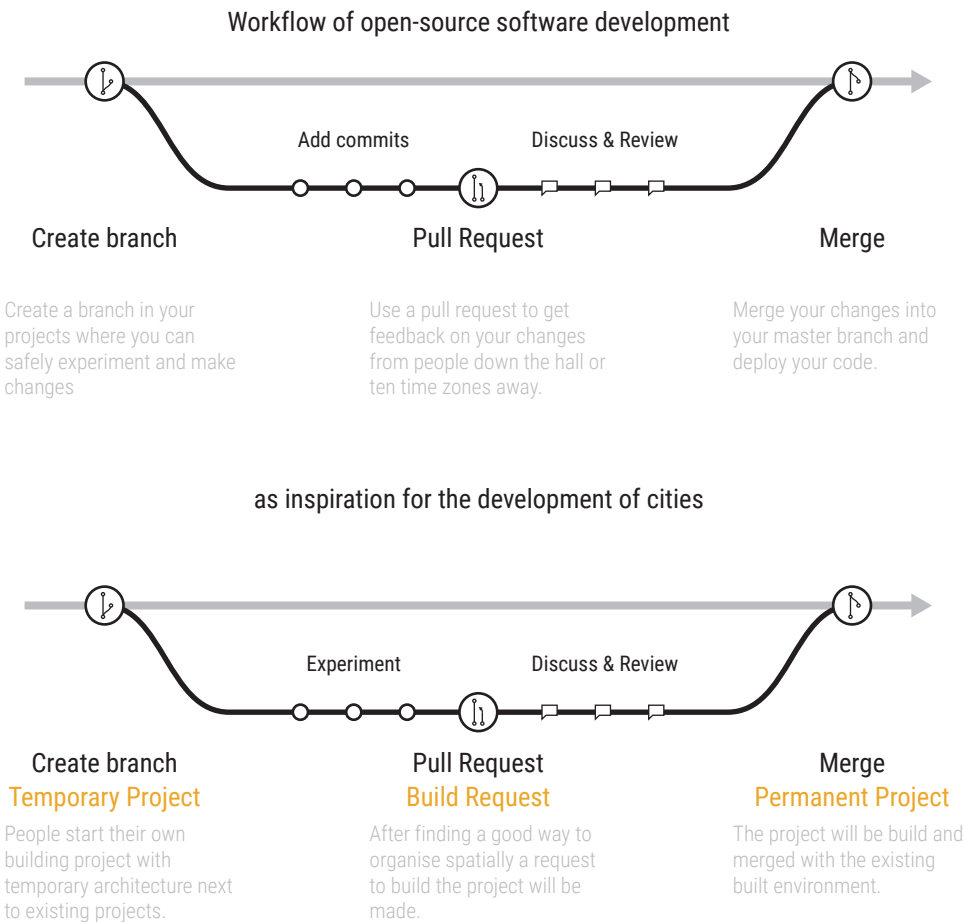 Workflow of open-source software development
Add commits
Discuss & Review
Create branch
Pull Request
Merge
Create a branch in your
projects where you can
safely experiment and make
changes
Use a pull request to get
feedback on your changes
from people down the hall or
ten time zones away.
Merge your changes into
your master branch and
deploy your code.
as inspiration for the development of cities
Experiment
Discuss & Review
Create branch
Temporary Project
Pull Request
Build Request
Merge
Permanent Project
People start their own
building project with
temporary architecture next
to existing projects.
After finding a good way to
organise spatially a request
to build the project will be
made.
The project will be build and
merged with the existing
built environment.